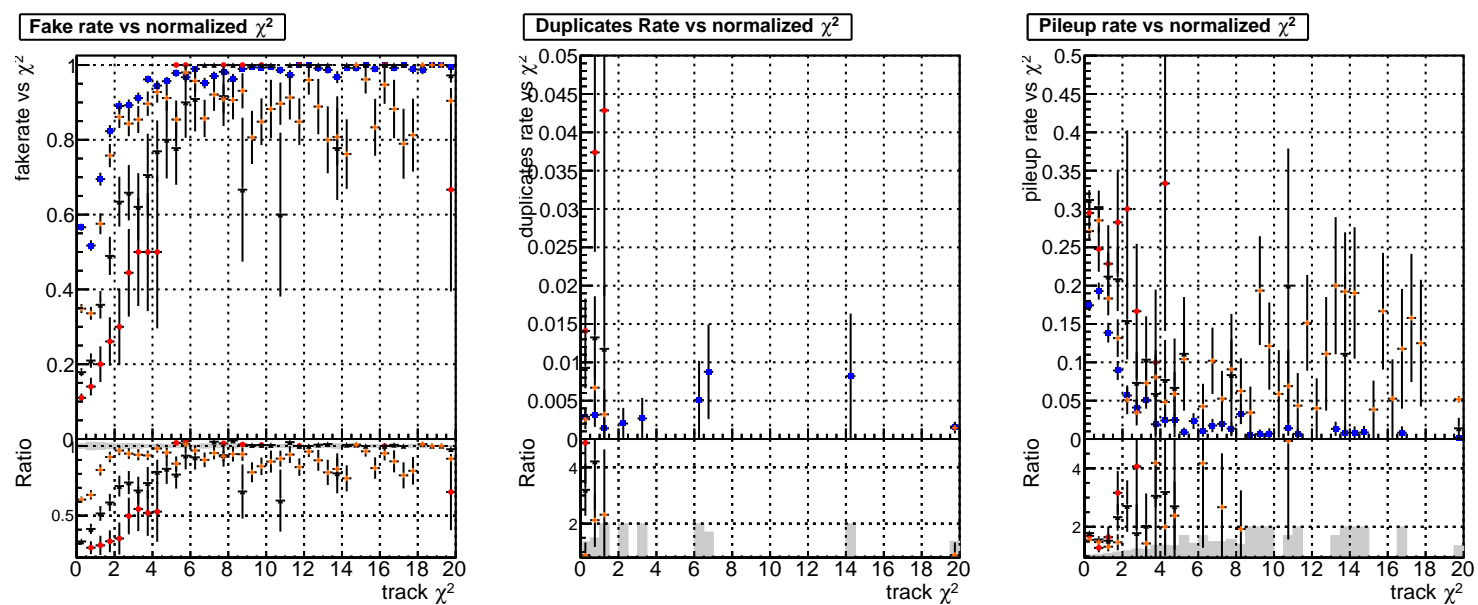 Fake rate vs normalized χ²
fakerate vs χ²
1
0.8
0.6
0.4
0.2
0
Ratio
0.5
0 2 4 6 8 10 12 14 16 18 20
track χ²
Duplicates Rate vs normalized χ²
duplicates rate vs χ²
0.05
0.045
0.04
0.035
0.03
0.025
0.02
0.015
0.01
0.005
0
Ratio
4
2
0 2 4 6 8 10 12 14 16 18 20
track χ²
Pileup rate vs normalized χ²
pileup rate vs χ²
0.5
0.45
0.4
0.35
0.3
0.25
0.2
0.15
0.1
0.05
0
Ratio
4
2
0 2 4 6 8 10 12 14 16 18 20
track χ²